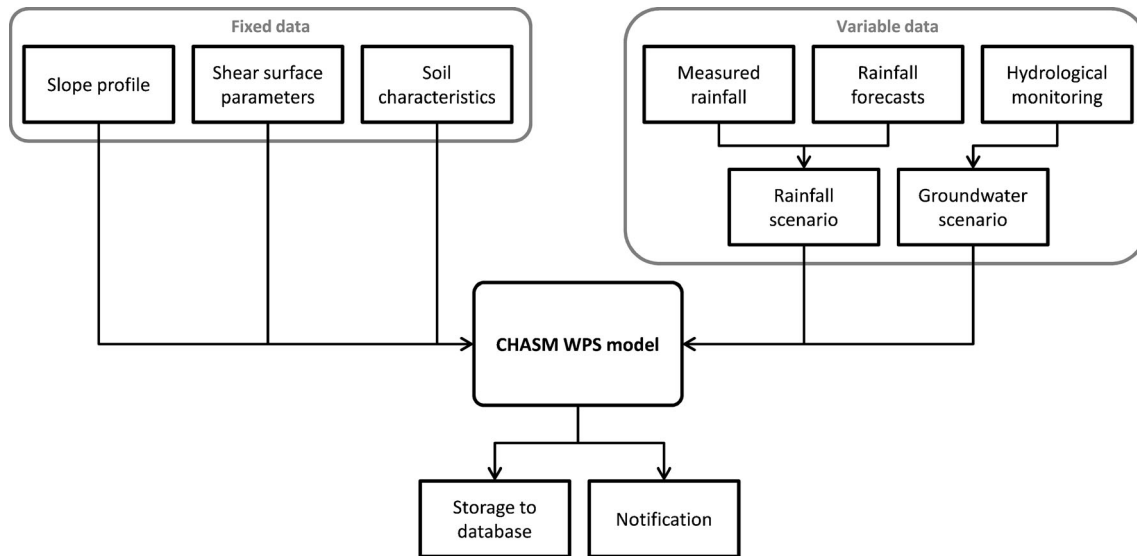 Fixed data
Slope profile
Shear surface
parameters
Soil
characteristics
Variable data
Measured
rainfall
Rainfall
forecasts
Hydrological
monitoring
Rainfall
scenario
Groundwater
scenario
CHASM WPS model
Storage to
database
Notification